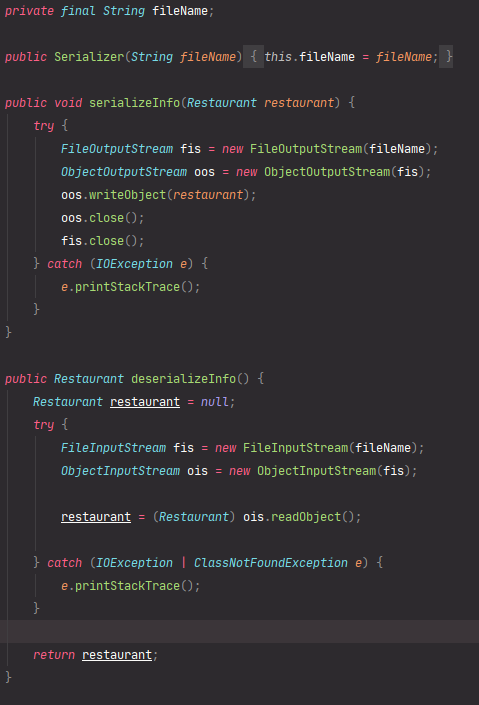 private final String fileName;
public Serializer(String fileName) { this.fileName = fileName; }
public void serializeInfo(Restaurant restaurant) {
try {
FileOutputStream fis = new FileOutputStream(fileName);
ObjectOutputStream oos = new ObjectOutputStream(fis);
oos.writeObject(restaurant);
oos.close();
fis.close();
} catch (IOException e) {
e.printStackTrace();
}
}
public Restaurant deserializeInfo() {
Restaurant restaurant = null;
try {
FileInputStream fis = new FileInputStream(fileName);
ObjectInputStream ois = new ObjectInputStream(fis);
restaurant = (Restaurant) ois.readObject();
} catch (IOException | ClassNotFoundException e) {
e.printStackTrace();
}
return restaurant;
}